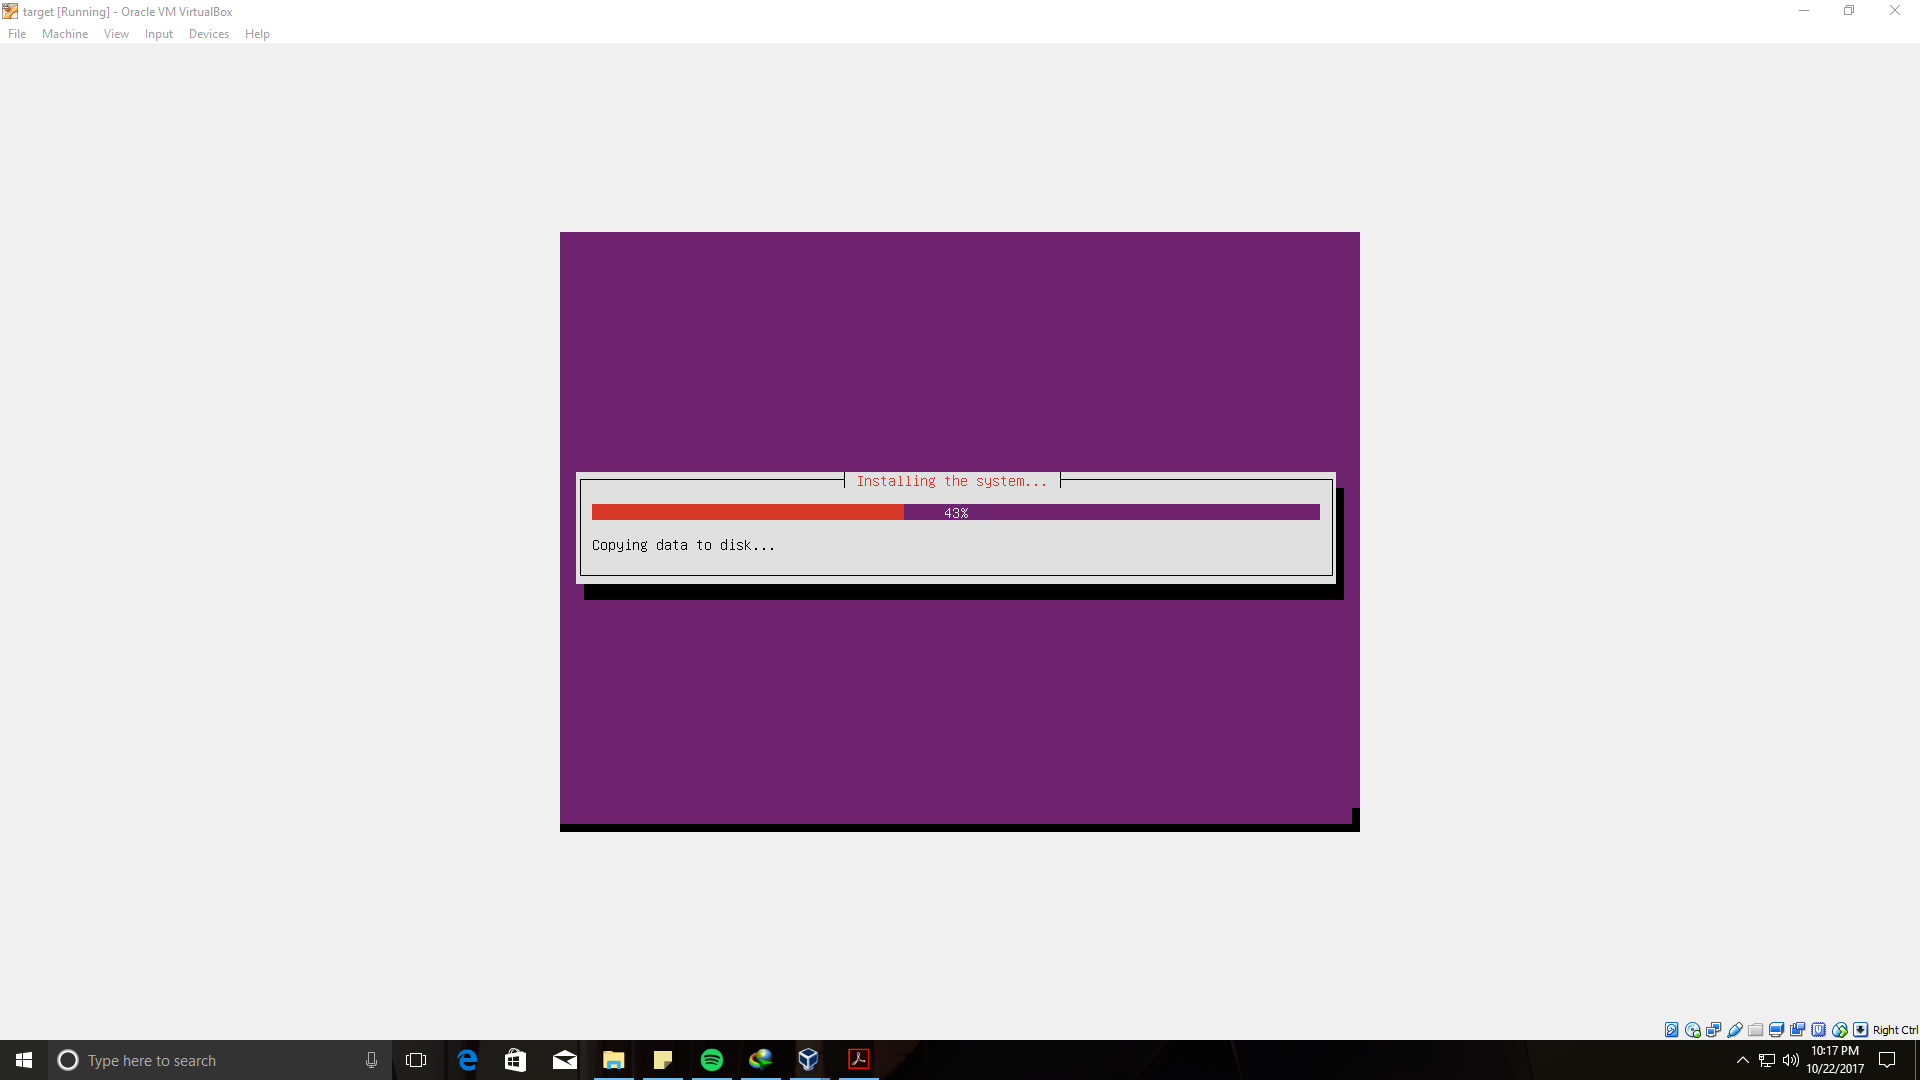 target [Running] - Oracle VM VirtualBox
File Machine View Input Devices Help
Installing the system...
43%
Copying data to disk...
Right Ctrl
Type here to search
10:17 PM
10/22/2017